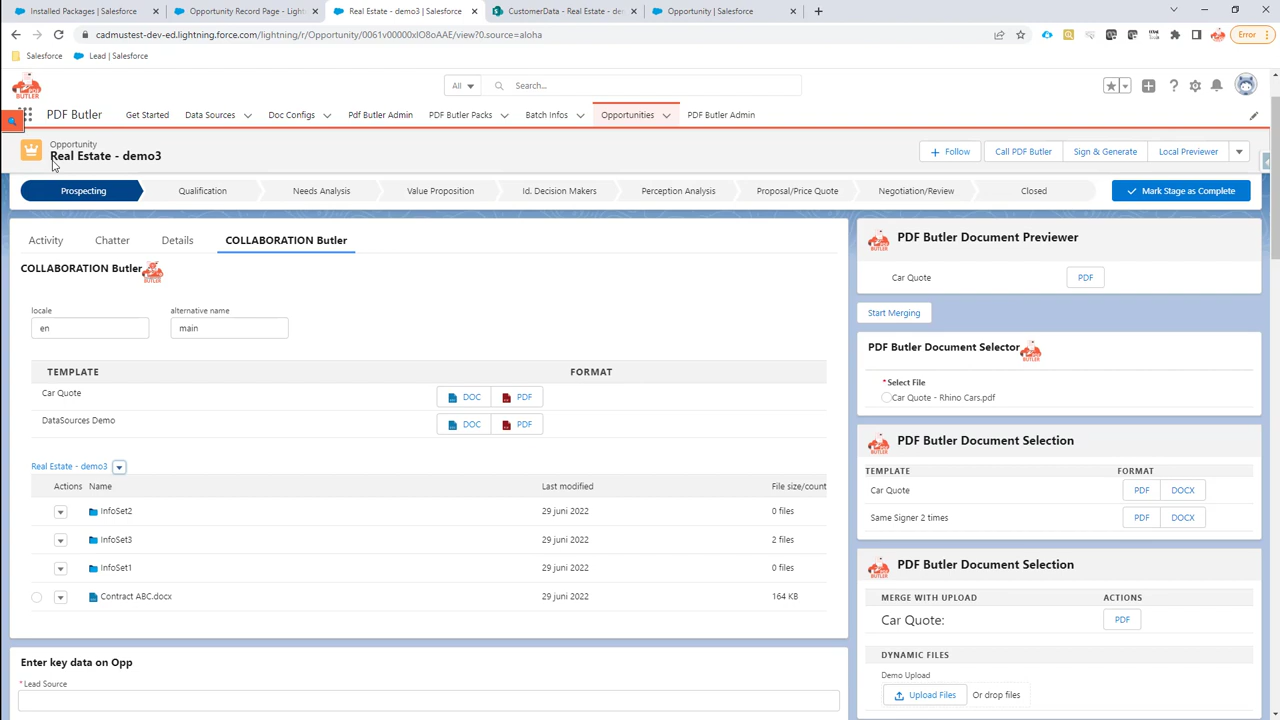 Installed Packages | Salesforce
Opportunity Record Page - Light
Real Estate - demo3 | Salesforce
CustomerData - Real Estate - de
Opportunity | Salesforce
cadmustest-dev-ed.lightning.force.com/lightning/r/Opportunity/0061v00000xlO8oAAE/view?0.source=aloha
Error
Salesforce
Lead | Salesforce
PDF BUTLER
All
Search...
PDF Butler
Get Started
Data Sources
Doc Configs
Pdf Butler Admin
PDF Butler Packs
Batch Infos
Opportunities
PDF Butler Admin
Opportunity
Real Estate - demo3
Follow
Call PDF Butler
Sign & Generate
Local Previewer
Prospecting
Qualification
Needs Analysis
Value Proposition
Id. Decision Makers
Perception Analysis
Proposal/Price Quote
Negotiation/Review
Closed
Mark Stage as Complete
Activity
Chatter
Details
COLLABORATION Butler
COLLABORATION Butler
locale
alternative name
en
main
TEMPLATE
FORMAT
Car Quote
DOC
PDF
DataSources Demo
DOC
PDF
Real Estate - demo3
Actions
Name
Last modified
File size/count
InfoSet2
29 juni 2022
0 files
InfoSet3
29 juni 2022
2 files
InfoSet1
29 juni 2022
0 files
Contract ABC.docx
29 juni 2022
164 KB
Enter key data on Opp
*Lead Source
PDF Butler Document Previewer
Car Quote
PDF
Start Merging
PDF Butler Document Selector
* Select File
Car Quote - Rhino Cars.pdf
PDF Butler Document Selection
TEMPLATE
FORMAT
Car Quote
PDF
DOCX
Same Signer 2 times
PDF
DOCX
PDF Butler Document Selection
MERGE WITH UPLOAD
ACTIONS
Car Quote:
PDF
DYNAMIC FILES
Demo Upload
Upload Files
Or drop files